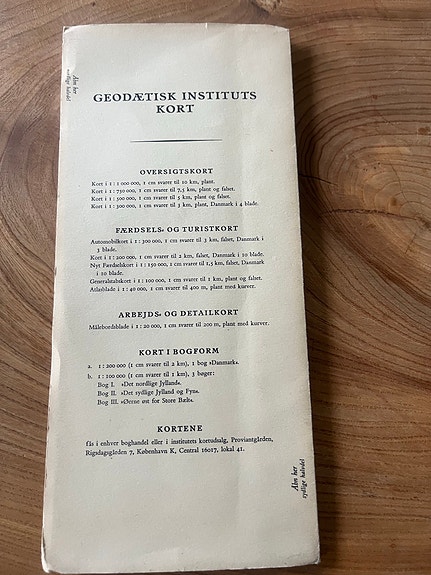 Åbn her
nordlige halvdel
GEODÆTISK INSTITUTS
KORT
OVERSIGTSKORT
Kort i 1 : 1 000 000, 1 cm svarer til 10 km, plant.
Kort i 1 : 750 000, 1 cm svarer til 7,5 km, plant og falset.
Kort i 1 : 500 000, 1 cm svarer til 5 km, plant og falset.
Kort i 1 : 300 000, 1 cm svarer til 3 km, plant, Danmark i 4 blade.
FÆRDSELS- OG TURISTKORT
Automobilkort i 1 : 300 000, 1 cm svarer til 3 km, falset, Danmark i
3 blade.
Kort i 1 : 200 000, 1 cm svarer til 2 km, falset, Danmark i 10 blade.
Nyt Færdselskort i 1 : 150 000, 1 cm svarer til 1,5 km, falset, Danmark
i 10 blade.
Generalstabskort i 1 : 100 000, 1 cm svarer til 1 km, plant og falset.
Atlasblade i 1 : 40 000, 1 cm svarer til 400 m, plant med kurver.
ARBEJDS- OG DETAILKORT
Målebordsblade i 1 : 20 000, 1 cm svarer til 200 m, plant med kurver.
KORT I BOGFORM
a. 1 : 200 000 (1 cm svarer til 2 km), 1 bog »Danmark«.
b. 1 : 100 000 (1 cm svarer til 1 km), 3 bøger:
Bog I. »Det nordlige Jylland«.
Bog II. »Det sydlige Jylland og Fyn«.
Bog III. »Øerne øst for Store Bælt«.
KORTENE
fås i enhver boghandel eller i instituttets kortudsalg, Proviantgården,
Rigsdagsgården 7, København K, Central 16017, lokal 41.
Åbn her
sydlige halvdel